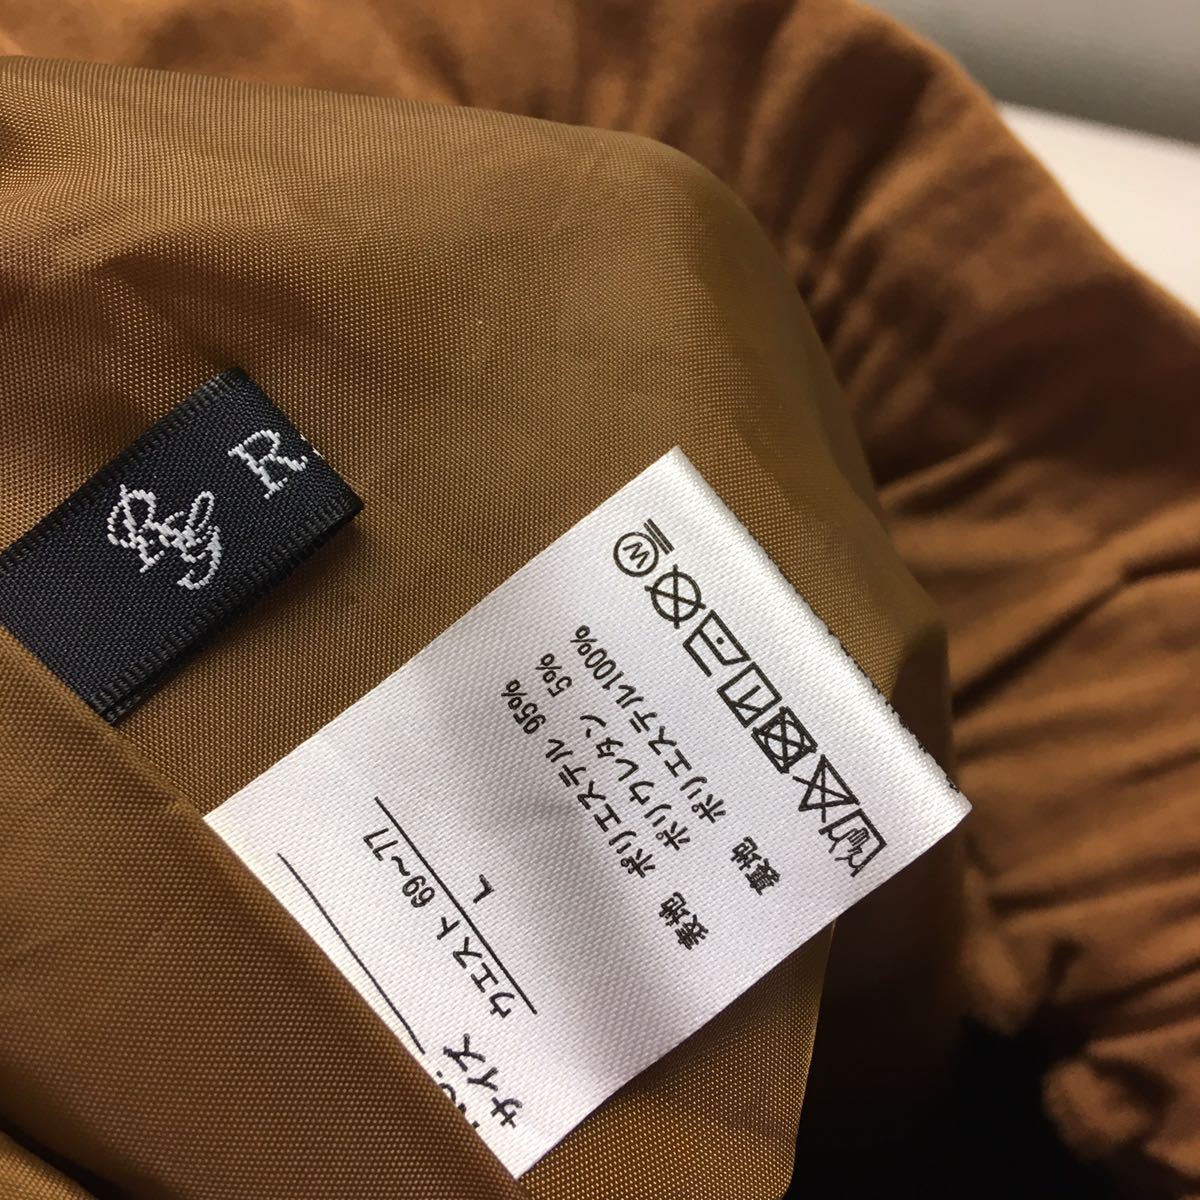 R
サイズ
ウエスト 69～77
L
表地 ポリエステル 95%
ポリウレタン 5%
裏地 ポリエステル100%
W